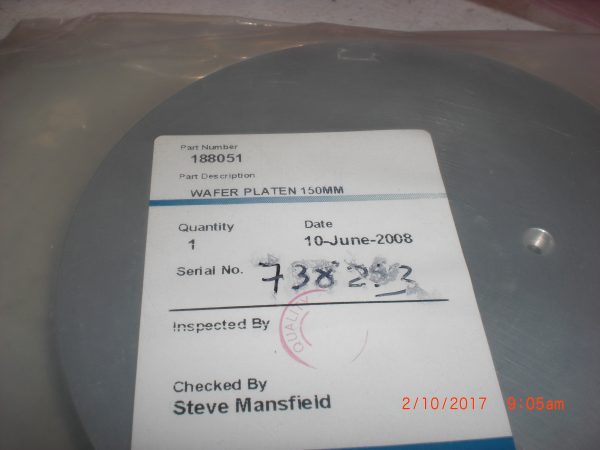 Part Number
188051
Part Description
WAFER PLATEN 150MM
Quantity Date
1 10-June-2008
Serial No.
Inspected By
Checked By
Steve Mansfield
2/10/2017 9:05am